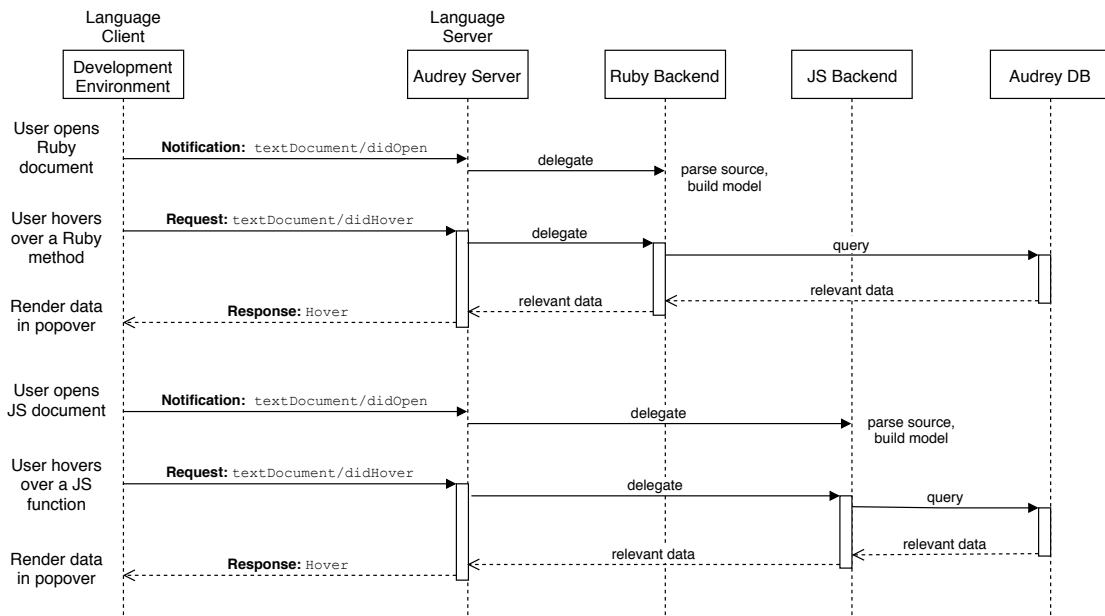 Language
Client
Language
Server
Development
Environment
Audrey Server
Ruby Backend
JS Backend
Audrey DB
User opens
Ruby
document
Notification: textDocument/didOpen
delegate
parse source,
build model
User hovers
over a Ruby
method
Request: textDocument/didHover
delegate
query
relevant data
relevant data
Render data
in popover
Response: Hover
User opens
JS document
Notification: textDocument/didOpen
delegate
parse source,
build model
User hovers
over a JS
function
Request: textDocument/didHover
delegate
query
relevant data
relevant data
Render data
in popover
Response: Hover